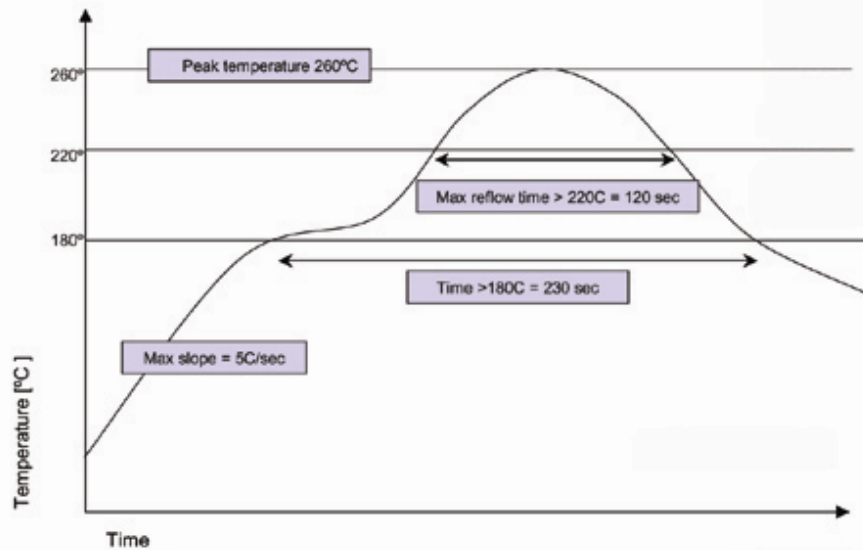 Peak temperature 260ºC
260º
220º
Max reflow time > 220C = 120 sec
180º
Time >180C = 230 sec
Max slope = 5C/sec
Temperature [ºC ]
Time